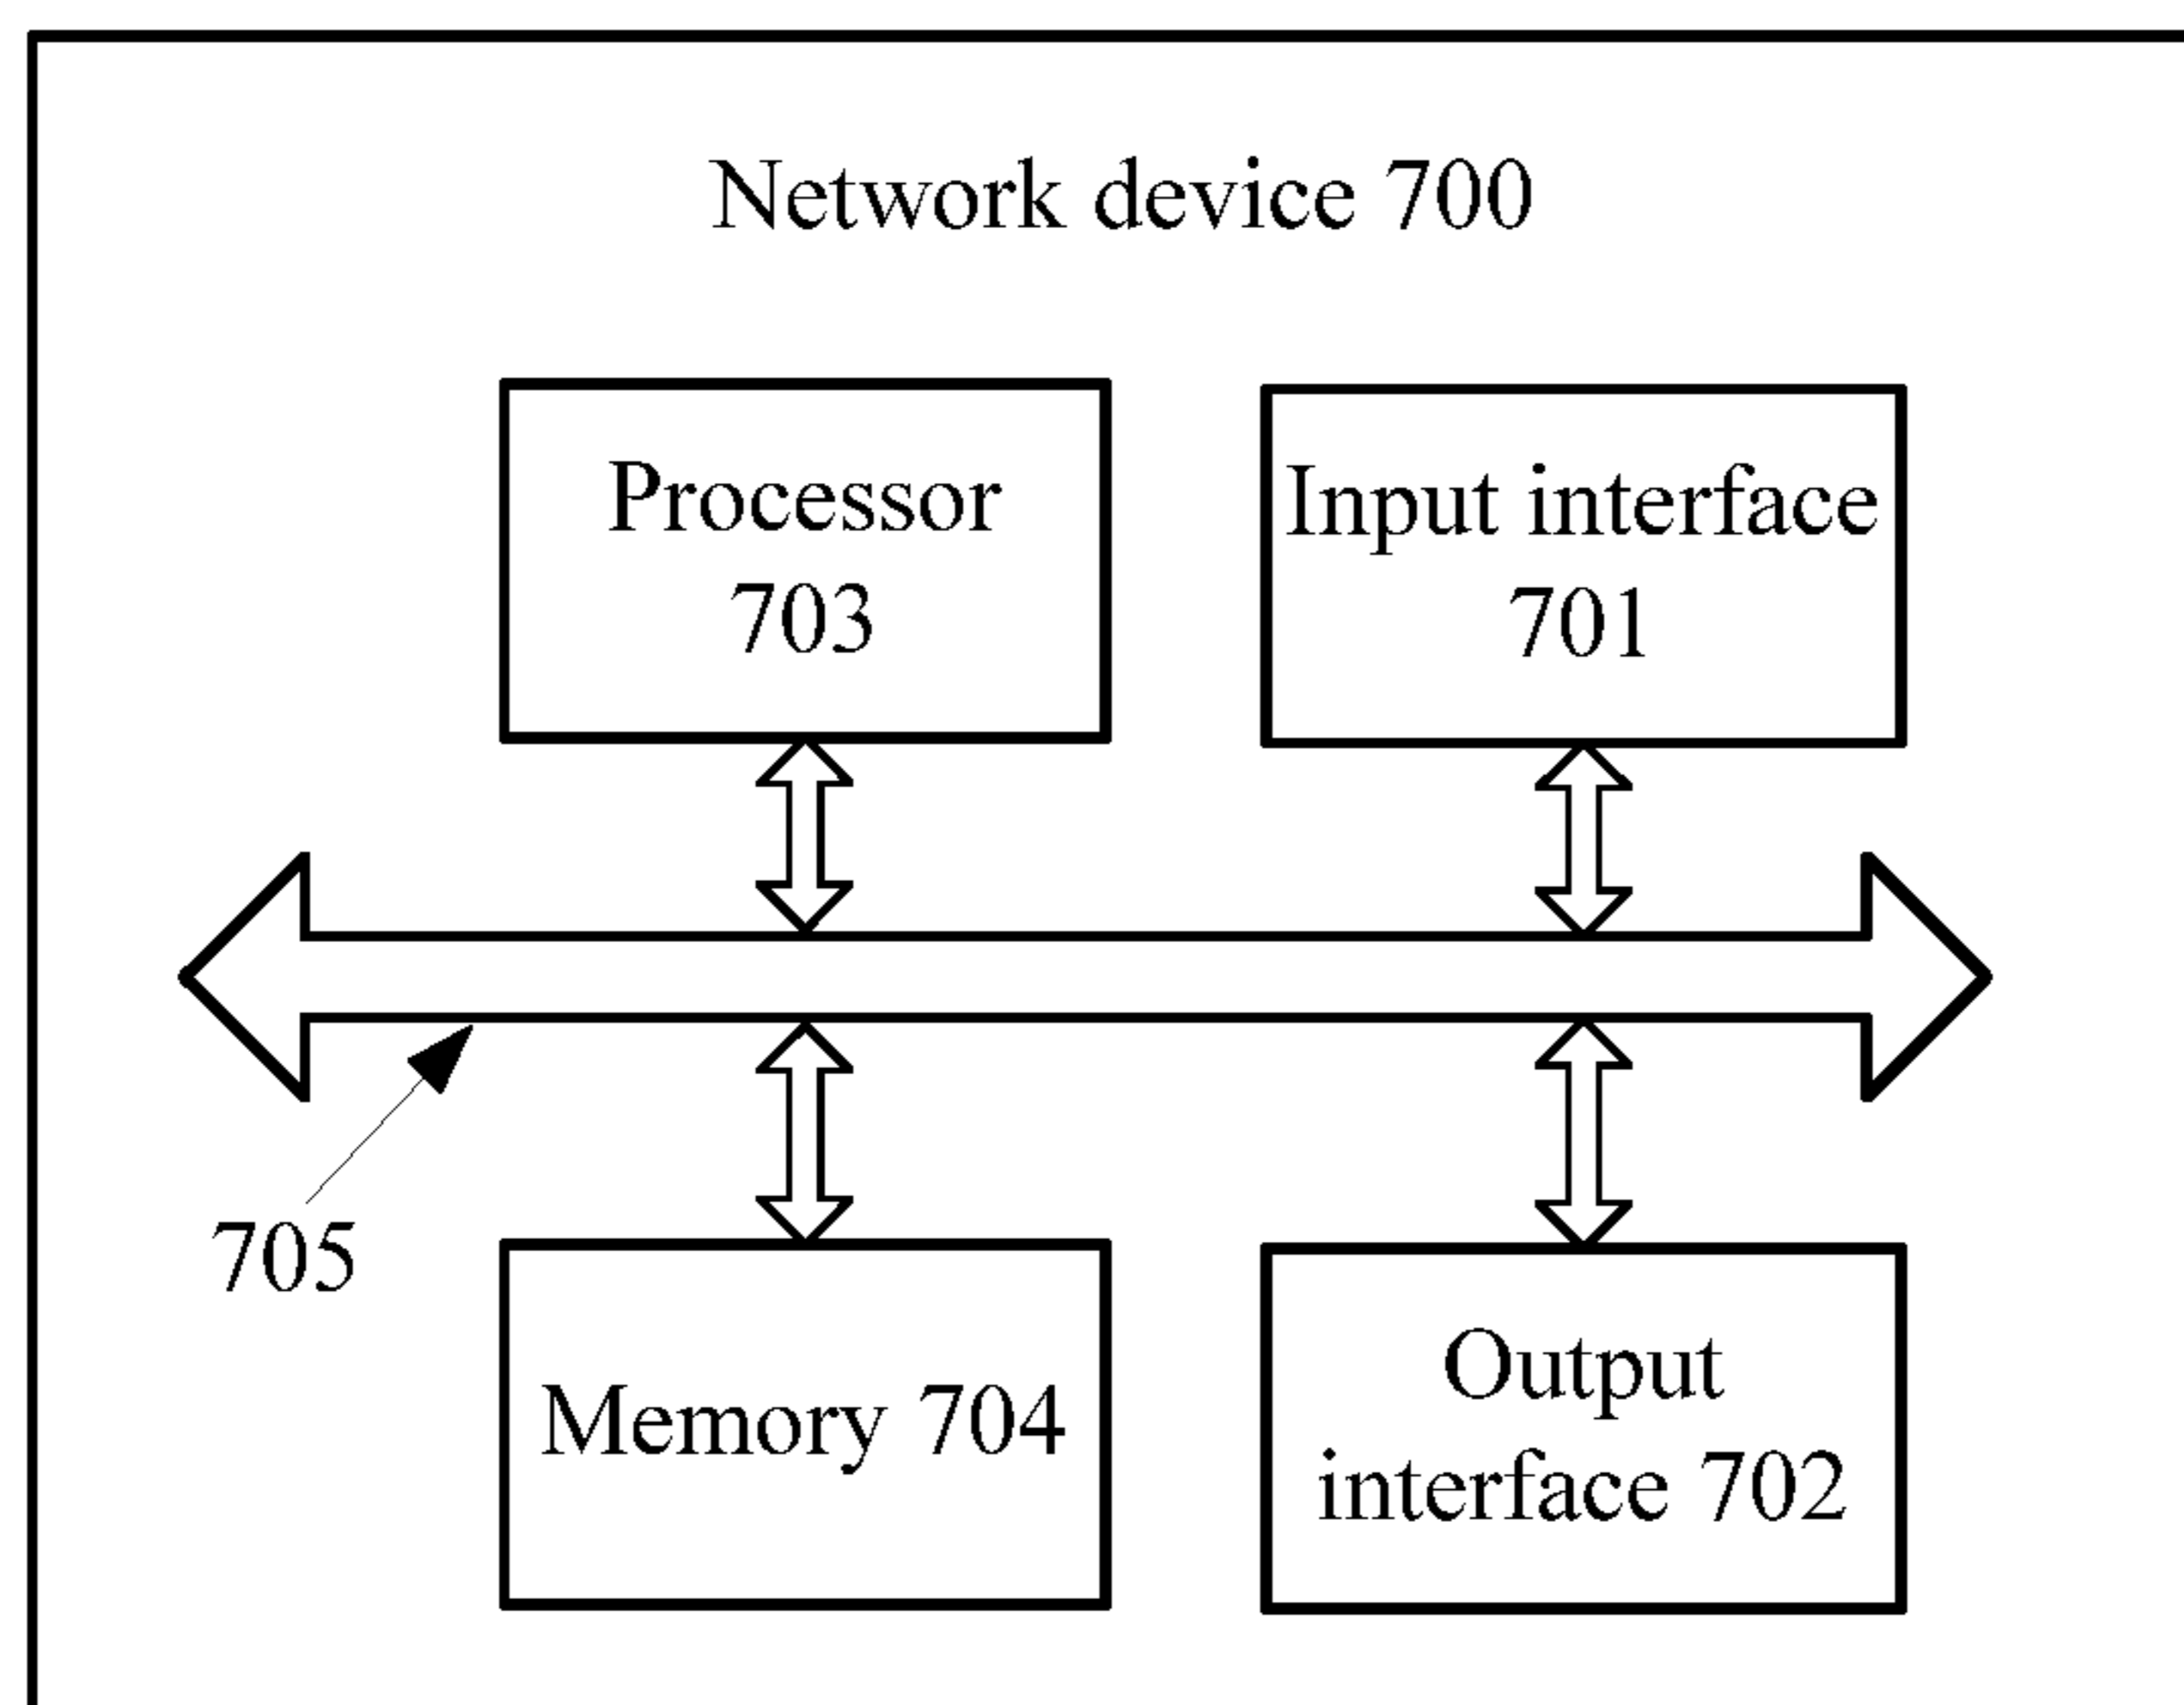 Network device 700
Processor
703
Input interface
701
705
Memory 704
Output
interface 702